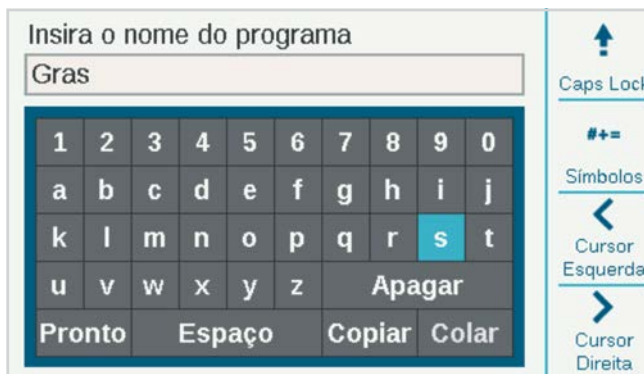 Insira o nome do programa
Gras
1 2 3 4 5 6 7 8 9 0
a b c d e f g h i j
k l m n o p q r s t
u v w x y z Apagar
Pronto Espaço Copiar Colar
Caps Lock
#+=
Símbolos
Cursor
Esquerda
Cursor
Direita